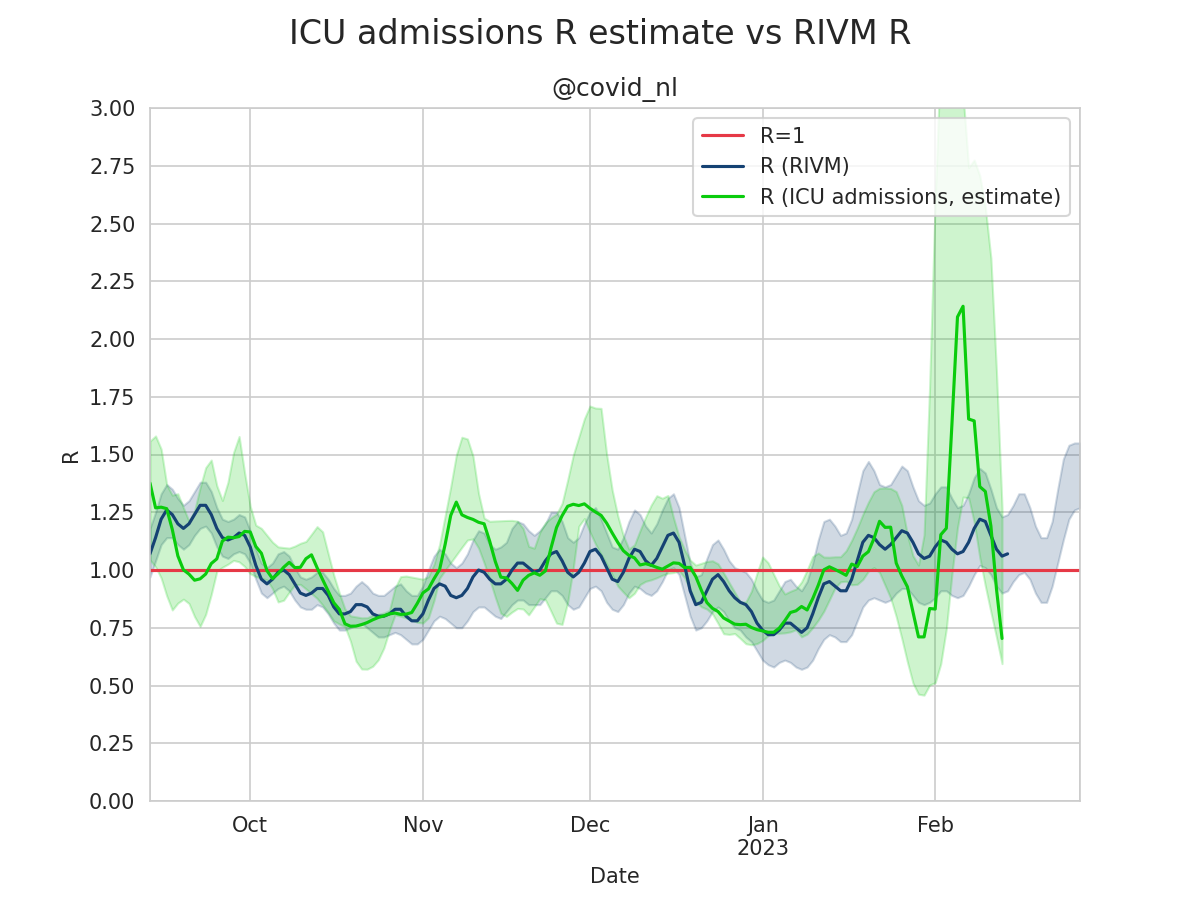 ICU admissions R estimate vs RIVM R
@covid_nl
R=1
R (RIVM)
R (ICU admissions, estimate)
3.00
2.75
2.50
2.25
2.00
1.75
1.50
1.25
1.00
0.75
0.50
0.25
0.00
R
Oct Nov Dec Jan Feb
2023
Date